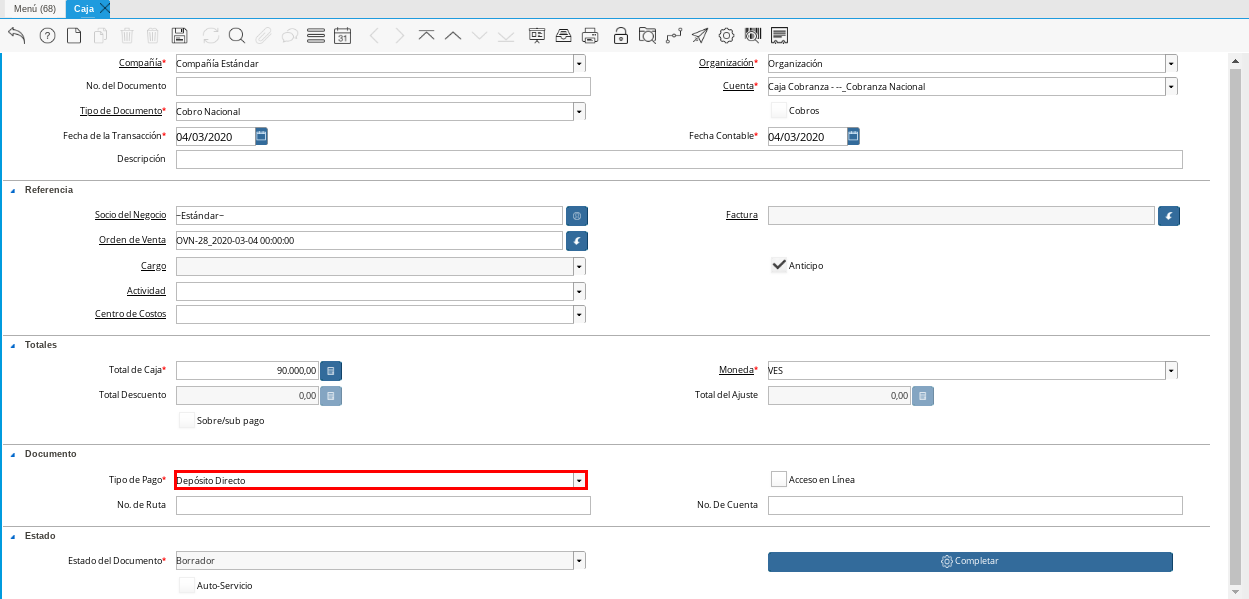 Menú (68) Caja
31
Compañía* Compañía Estándar Organización* Organización
No. del Documento Cuenta* Caja Cobranza - --_Cobranza Nacional
Tipo de Documento* Cobro Nacional Cobros
Fecha de la Transacción* 04/03/2020 Fecha Contable* 04/03/2020
Descripción
Referencia
Socio del Negocio ~Estándar~ Factura
Orden de Venta OVN-28_2020-03-04 00:00:00
Cargo Anticipo
Actividad
Centro de Costos
Totales
Total de Caja* 90.000,00 Moneda* VES
Total Descuento 0,00 Total del Ajuste 0,00
Sobre/sub pago
Documento
Tipo de Pago* Depósito Directo Acceso en Línea
No. de Ruta No. De Cuenta
Estado
Estado del Documento* Borrador Completar
Auto-Servicio